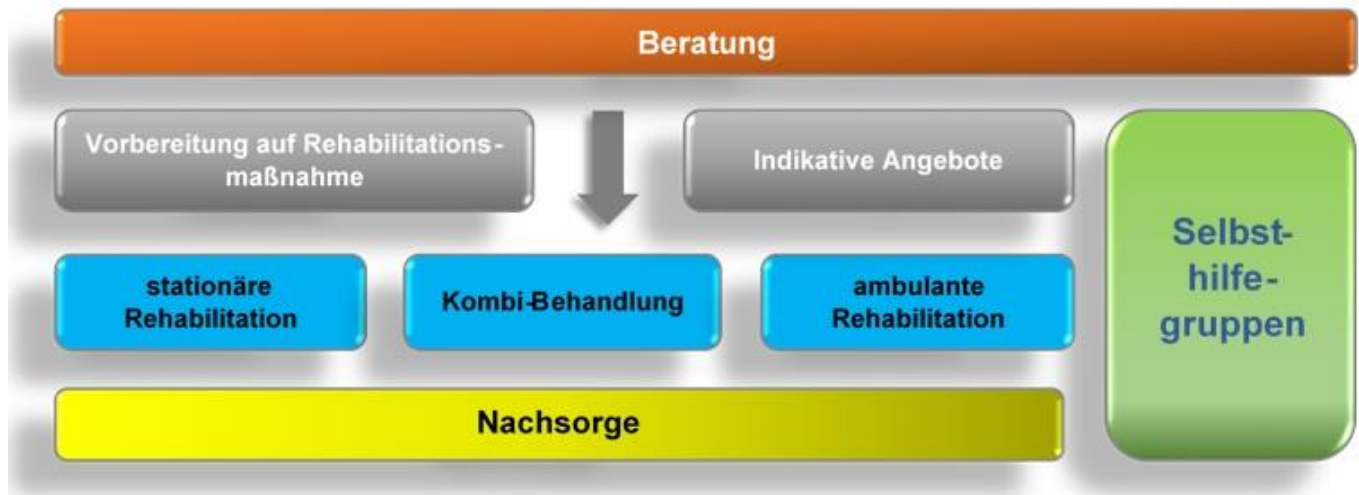 Beratung
Vorbereitung auf Rehabilitations-
maßnahme
Indikative Angebote
stationäre
Rehabilitation
Kombi-Behandlung
ambulante
Rehabilitation
Selbst-
hilfe-
gruppen
Nachsorge